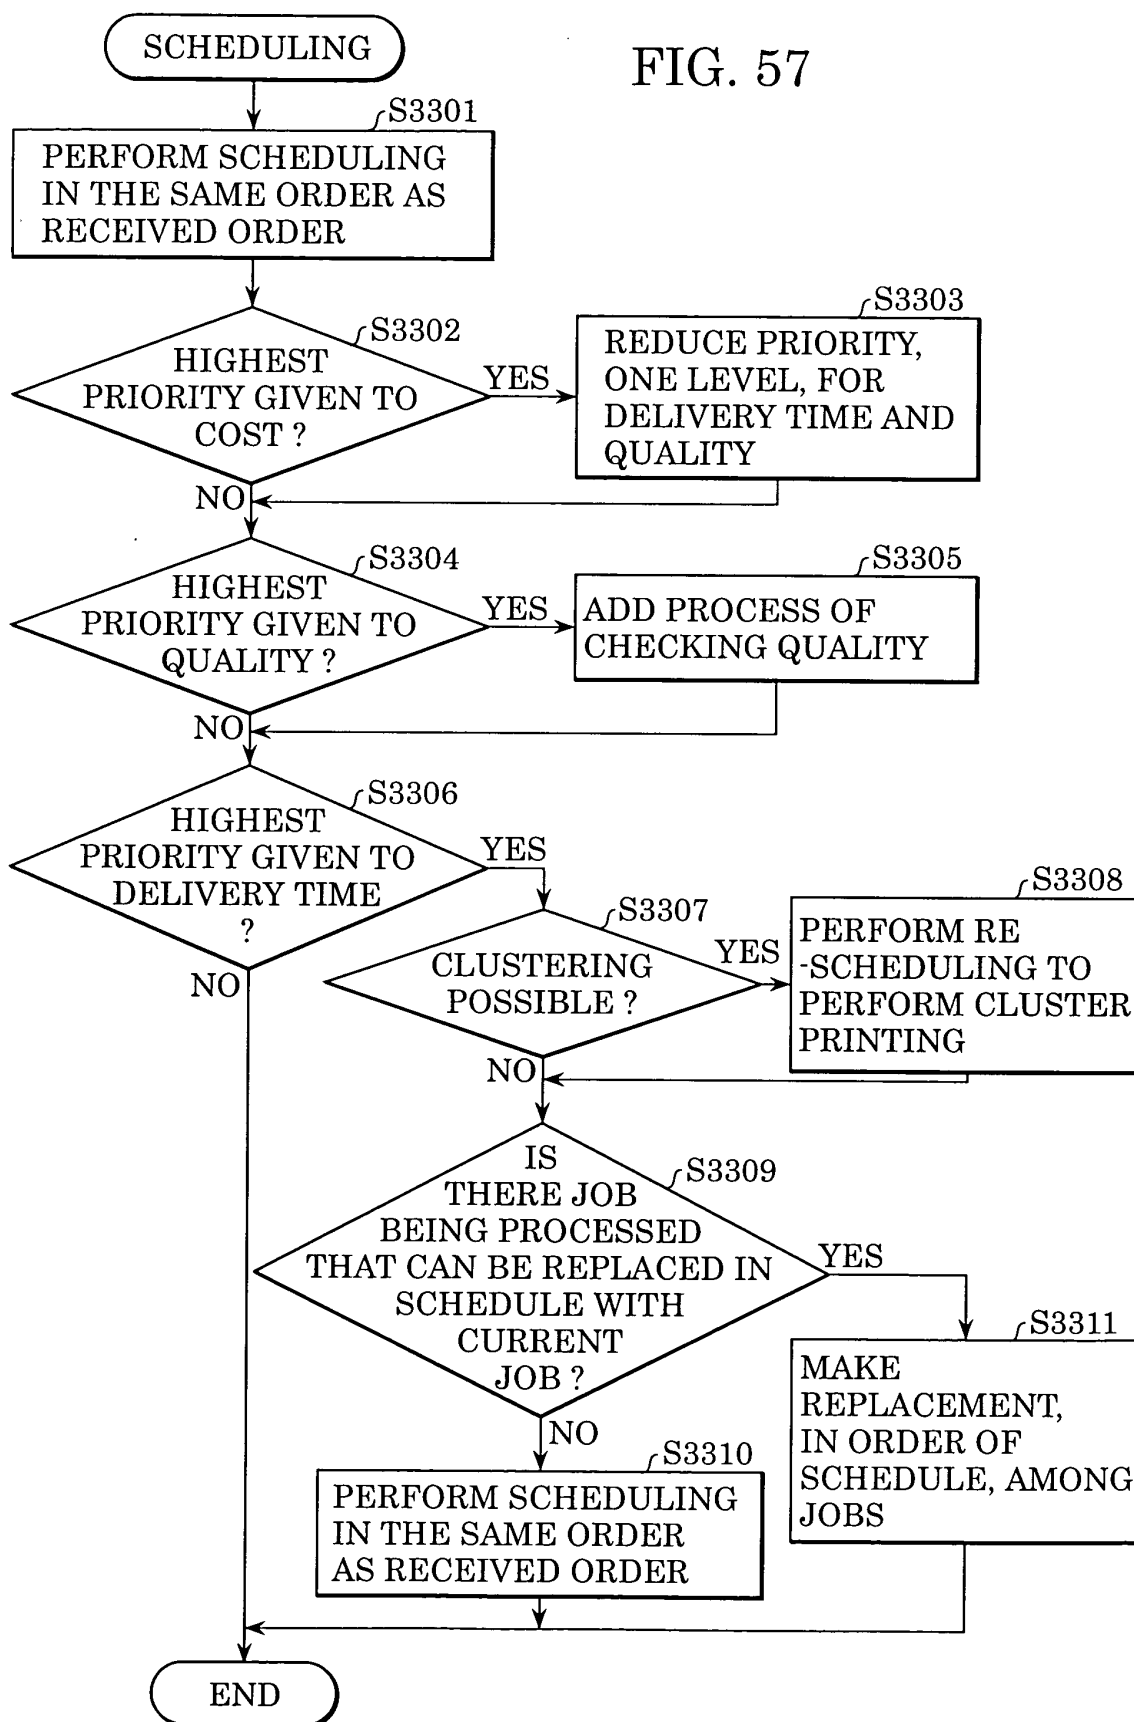 SCHEDULING
FIG. 57
S3301
PERFORM SCHEDULING
IN THE SAME ORDER AS
RECEIVED ORDER
S3302
HIGHEST
PRIORITY GIVEN TO
COST ?
YES
NO
S3303
REDUCE PRIORITY,
ONE LEVEL, FOR
DELIVERY TIME AND
QUALITY
S3304
HIGHEST
PRIORITY GIVEN TO
QUALITY ?
YES
NO
S3305
ADD PROCESS OF
CHECKING QUALITY
S3306
HIGHEST
PRIORITY GIVEN TO
DELIVERY TIME
?
YES
NO
S3307
CLUSTERING
POSSIBLE ?
YES
NO
S3308
PERFORM RE
-SCHEDULING TO
PERFORM CLUSTER
PRINTING
S3309
IS
THERE JOB
BEING PROCESSED
THAT CAN BE REPLACED IN
SCHEDULE WITH
CURRENT
JOB ?
YES
NO
S3310
PERFORM SCHEDULING
IN THE SAME ORDER
AS RECEIVED ORDER
S3311
MAKE
REPLACEMENT,
IN ORDER OF
SCHEDULE, AMONG
JOBS
END